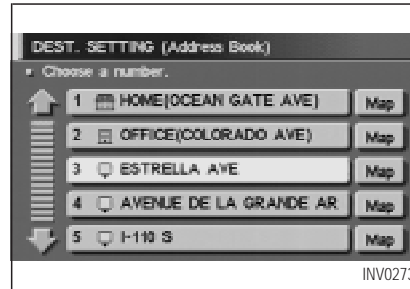 DEST. SETTING (Address Book)
Choose a number.
1 HOME(OCEAN GATE AVE) Map
2 OFFICE(COLORADO AVE) Map
3 ESTRELLA AVE Map
4 AVENUE DE LA GRANDE AR Map
5 I-110 S Map
INV0273